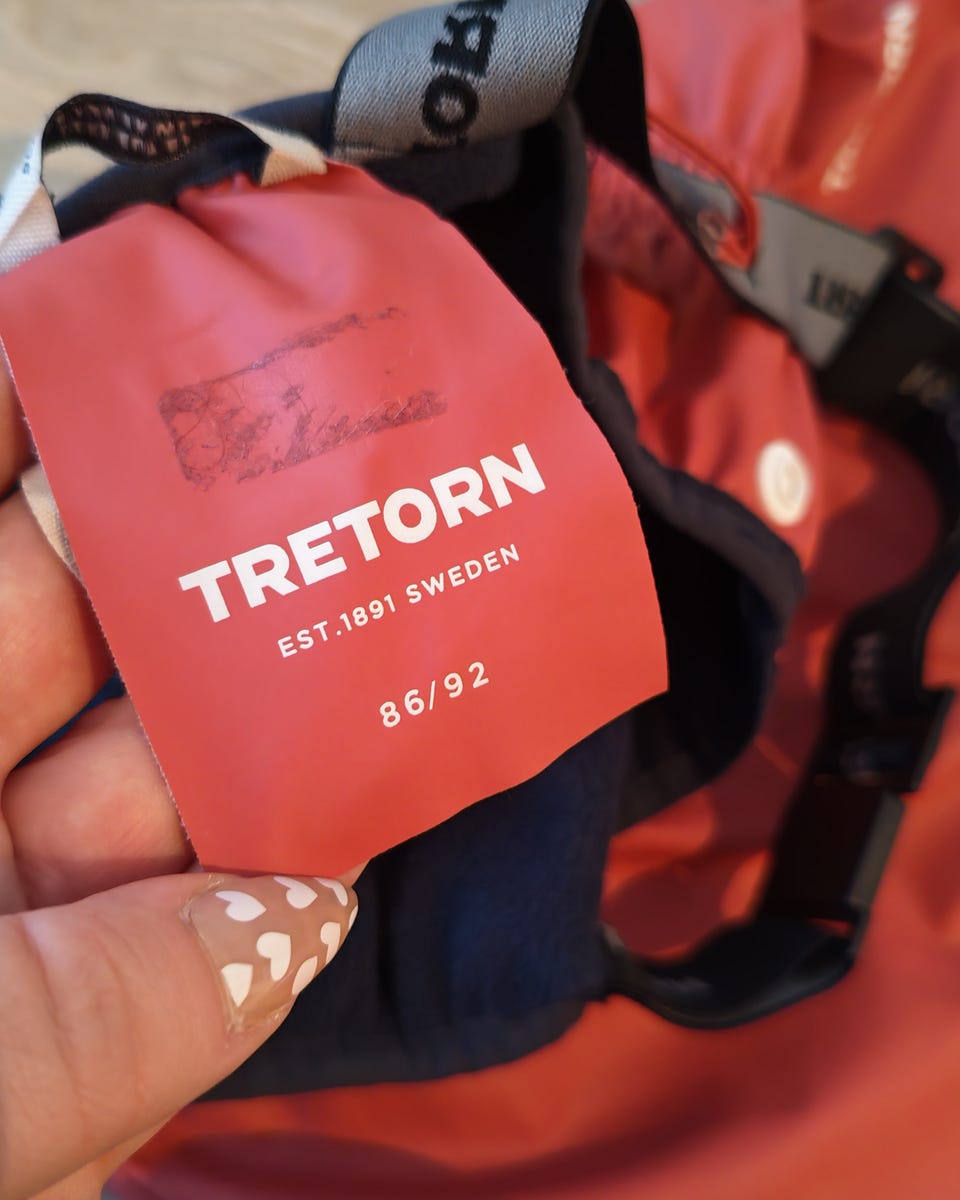 TRETORN
EST.1891 SWEDEN
86/92